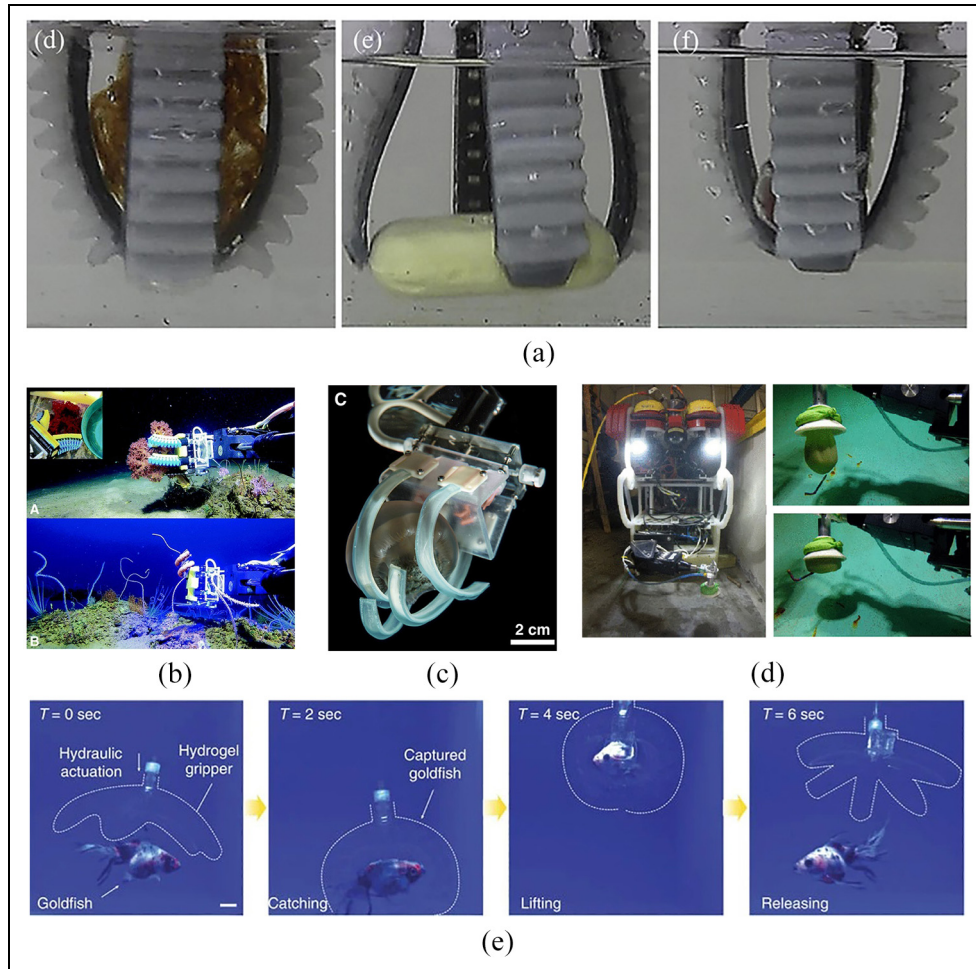 (d)
(e)
(f)
(a)
A
B
(b)
C
2 cm
(c)
(d)
T = 0 sec
Hydraulic
actuation
Hydrogel
gripper
Goldfish
T = 2 sec
Captured
goldfish
Catching
T = 4 sec
Lifting
T = 6 sec
Releasing
(e)